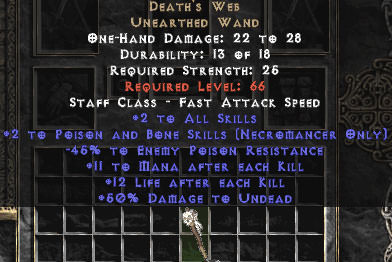 Death's Web
Unearthed Wand
One-Hand Damage: 22 to 28
Durability: 13 of 18
Required Strength: 25
Required Level: 66
Staff Class - Fast Attack Speed
+2 to All Skills
+2 to Poison and Bone Skills (Necromancer Only)
-45% to Enemy Poison Resistance
+11 to Mana after each Kill
+12 Life after each Kill
+50% Damage to Undead